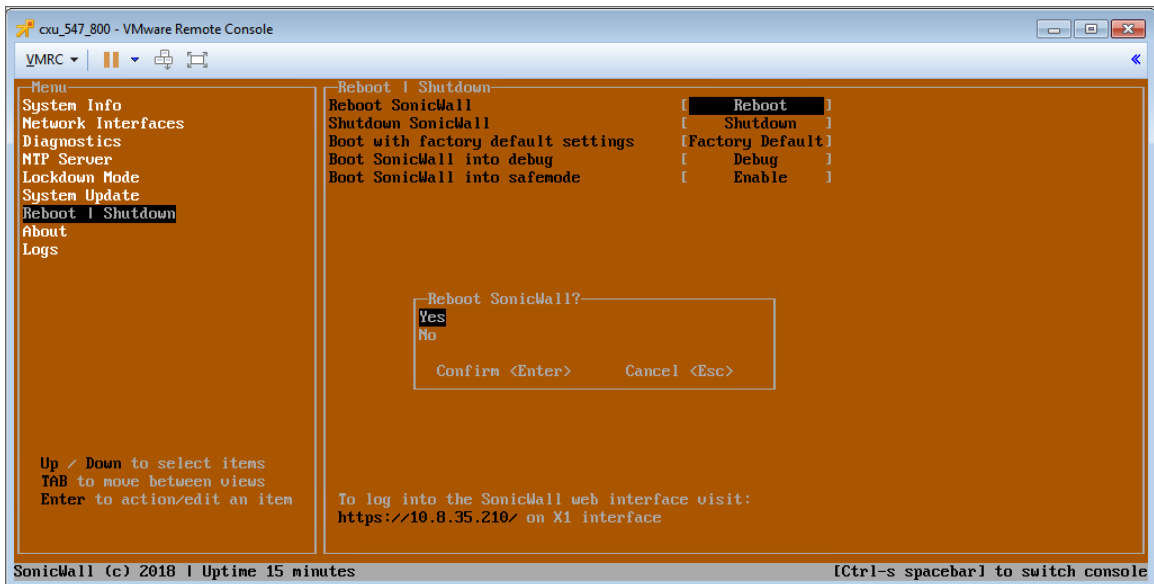 cxu_547_800 - VMware Remote Console
VMRC
Menu
System Info
Network Interfaces
Diagnostics
NTP Server
Lockdown Mode
System Update
Reboot | Shutdown
About
Logs
Up / Down to select items
TAB to move between views
Enter to action/edit an item
Reboot | Shutdown
Reboot SonicWall [ Reboot ]
Shutdown SonicWall [ Shutdown ]
Boot with factory default settings [Factory Default]
Boot SonicWall into debug [ Debug ]
Boot SonicWall into safemode [ Enable ]
Reboot SonicWall?
Yes
No
Confirm <Enter> Cancel <Esc>
To log into the SonicWall web interface visit:
https://10.8.35.210/ on X1 interface
SonicWall (c) 2018 | Uptime 15 minutes [Ctrl-s spacebar] to switch console